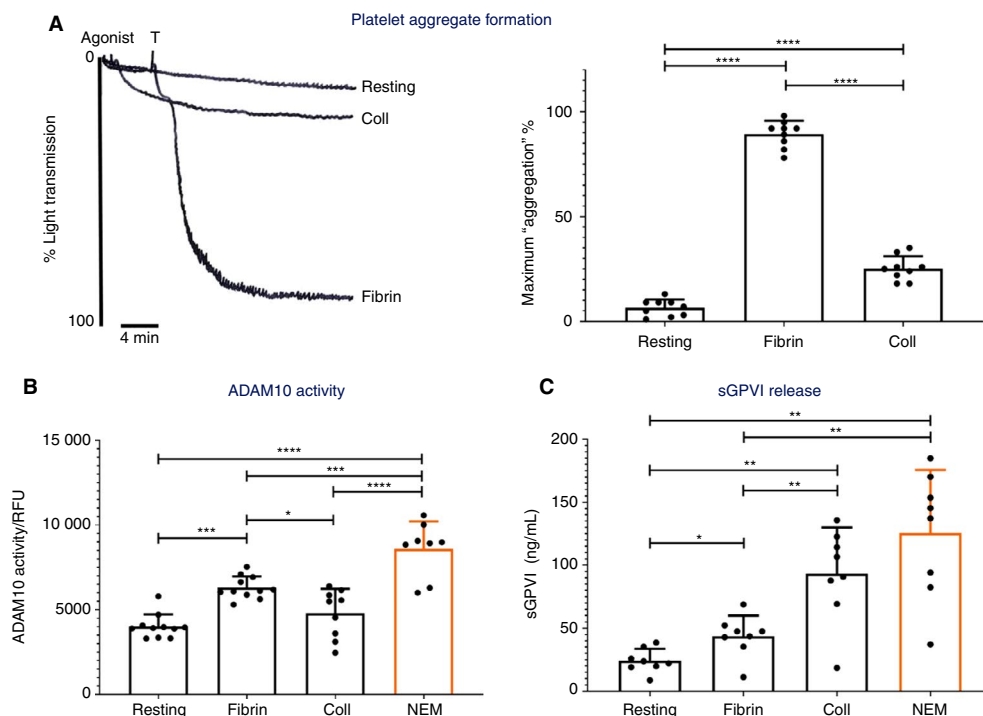 A
Platelet aggregate formation
Agonist T
0
Resting
Coll
Fibrin
100
4 min
% Light transmission
****
****
****
100
50
0
Maximum “aggregation” %
Resting Fibrin Coll
B
ADAM10 activity
15 000
10 000
5000
0
ADAM10 activity/RFU
****
***
****
*
***
Resting Fibrin Coll NEM
C
sGPVI release
200
150
100
50
0
sGPVI (ng/mL)
**
**
**
**
*
Resting Fibrin Coll NEM